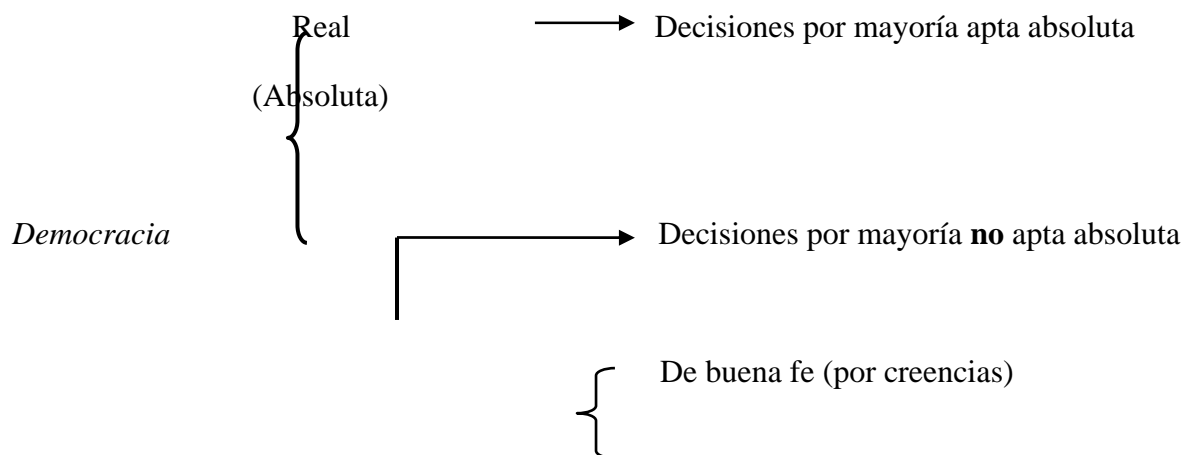 Real Decisiones por mayoría apta absoluta
(Absoluta)
Democracia Decisiones por mayoría no apta absoluta
De buena fe (por creencias)